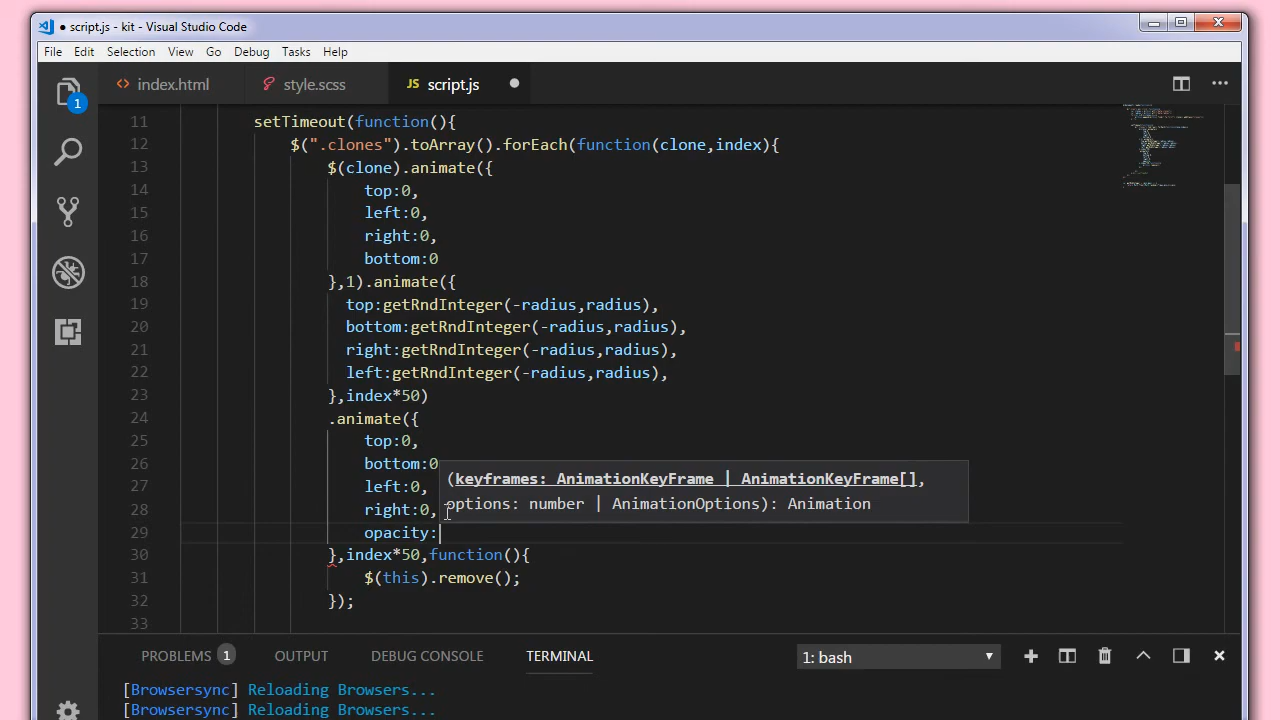 ● script.js - kit - Visual Studio Code
File Edit Selection View Go Debug Tasks Help
index.html style.scss JS script.js
1
11 setTimeout(function(){
12 $(".clones").toArray().forEach(function(clone,index){
13 $(clone).animate({
14 top:0,
15 left:0,
16 right:0,
17 bottom:0
18 },1).animate({
19 top:getRndInteger(-radius,radius),
20 bottom:getRndInteger(-radius,radius),
21 right:getRndInteger(-radius,radius),
22 left:getRndInteger(-radius,radius),
23 },index*50)
24 .animate({
25 top:0,
26 bottom:0
(keyframes: AnimationKeyFrame | AnimationKeyFrame[],
27 left:0,
options: number | AnimationOptions): Animation
28 right:0,
29 opacity:
30 },index*50,function(){
31 $(this).remove();
32 });
33
PROBLEMS 1 OUTPUT DEBUG CONSOLE TERMINAL 1: bash
[Browsersync] Reloading Browsers...
[Browsersync] Reloading Browsers...